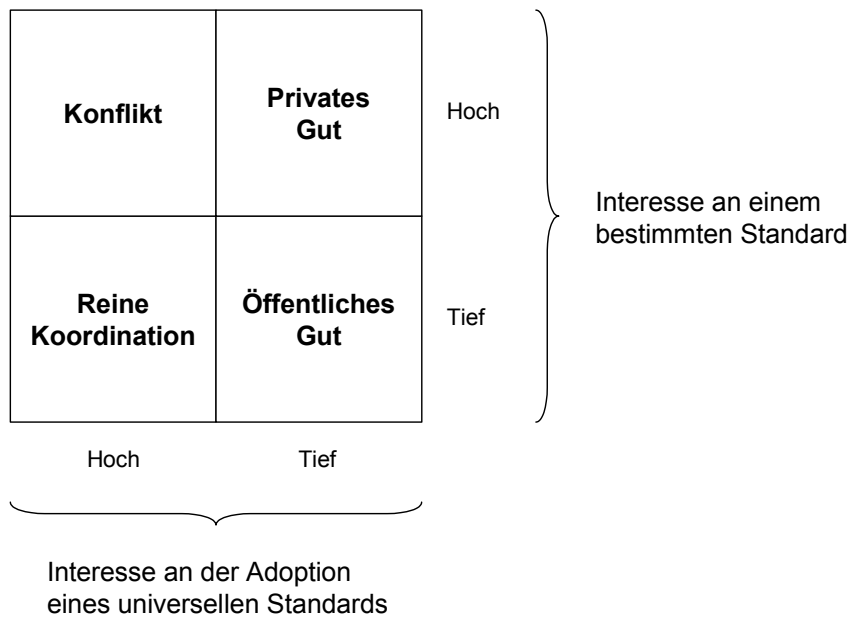 Konflikt
Privates
Gut
Hoch
Interesse an einem
bestimmten Standard
Reine
Koordination
Öffentliches
Gut
Tief
Hoch
Tief
Interesse an der Adoption
eines universellen Standards